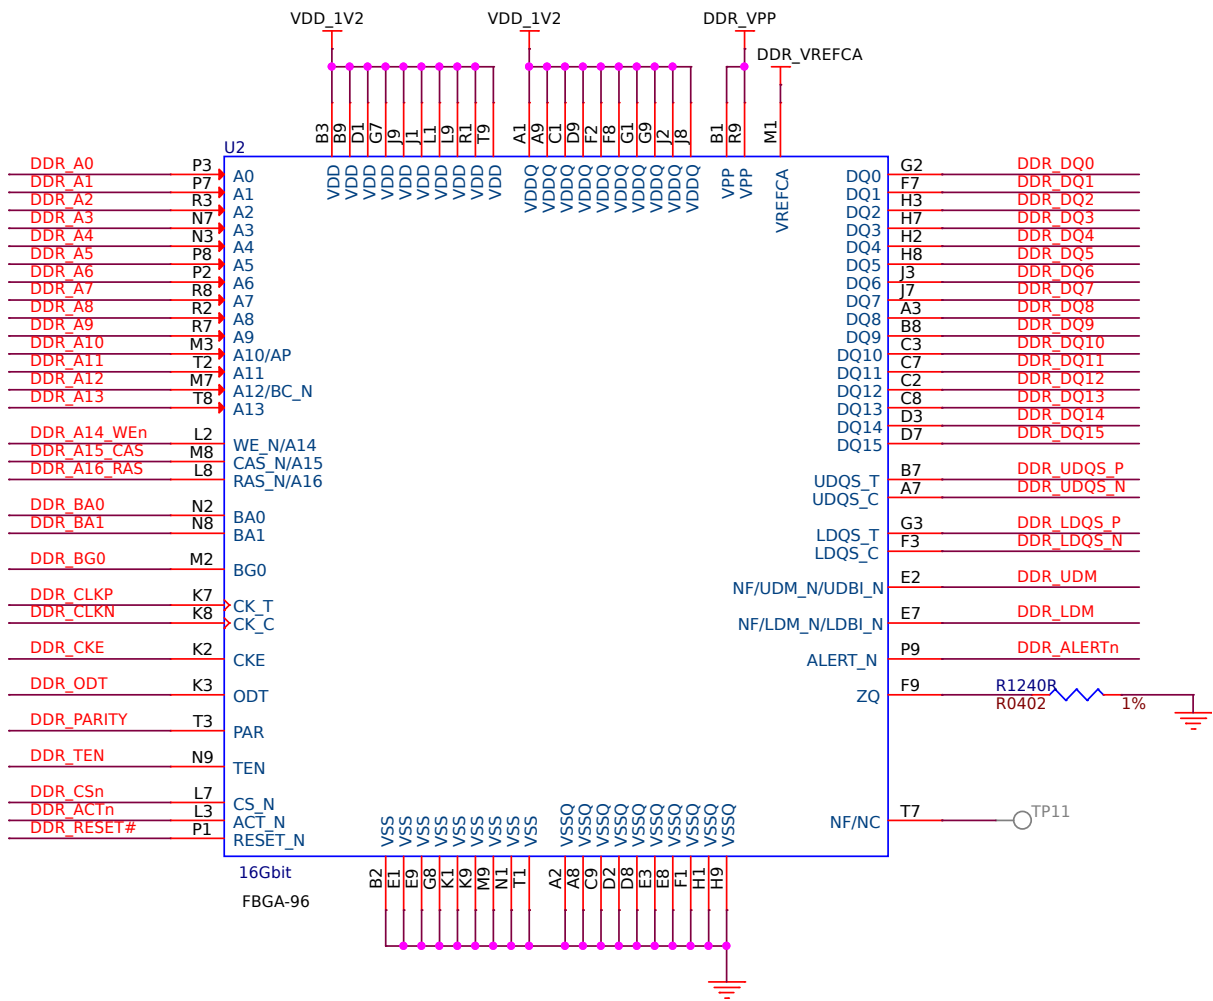 VDD_1V2 VDD_1V2 DDR_VPP
DDR_VREFCA
B3 B9 D1 G7 J9 J1 L1 L9 R1 T9 A1 A9 C1 D9 F2 F8 G1 G9 J2 J8 B1 R9 M1
U2
VDD VDD VDD VDD VDD VDD VDD VDD VDD VDD VDDQ VDDQ VDDQ VDDQ VDDQ VDDQ VDDQ VDDQ VDDQ VDDQ VPP VPP VREFCA
DDR_A0 P3 A0 DQ0 G2 DDR_DQ0
DDR_A1 P7 A1 DQ1 F7 DDR_DQ1
DDR_A2 R3 A2 DQ2 H3 DDR_DQ2
DDR_A3 N7 A3 DQ3 H7 DDR_DQ3
DDR_A4 N3 A4 DQ4 H2 DDR_DQ4
DDR_A5 P8 A5 DQ5 H8 DDR_DQ5
DDR_A6 P2 A6 DQ6 J3 DDR_DQ6
DDR_A7 R8 A7 DQ7 J7 DDR_DQ7
DDR_A8 R2 A8 DQ8 A3 DDR_DQ8
DDR_A9 R7 A9 DQ9 B8 DDR_DQ9
DDR_A10 M3 A10/AP DQ10 C3 DDR_DQ10
DDR_A11 T2 A11 DQ11 C7 DDR_DQ11
DDR_A12 M7 A12/BC_N DQ12 C2 DDR_DQ12
DDR_A13 T8 A13 DQ13 C8 DDR_DQ13
DQ14 D3 DDR_DQ14
DDR_A14_WEn L2 WE_N/A14 DQ15 D7 DDR_DQ15
DDR_A15_CAS M8 CAS_N/A15
DDR_A16_RAS L8 RAS_N/A16 UDQS_T B7 DDR_UDQS_P
UDQS_C A7 DDR_UDQS_N
DDR_BA0 N2 BA0
DDR_BA1 N8 BA1 LDQS_T G3 DDR_LDQS_P
LDQS_C F3 DDR_LDQS_N
DDR_BG0 M2 BG0
NF/UDM_N/UDBI_N E2 DDR_UDM
DDR_CLKP K7 CK_T
DDR_CLKN K8 CK_C NF/LDM_N/LDBI_N E7 DDR_LDM
DDR_CKE K2 CKE ALERT_N P9 DDR_ALERTn
DDR_ODT K3 ODT ZQ F9 R1240R
R0402 1%
DDR_PARITY T3 PAR
DDR_TEN N9 TEN
DDR_CSn L7 CS_N
DDR_ACTn L3 ACT_N NF/NC T7 TP11
DDR_RESET# P1 RESET_N
VSS VSS VSS VSS VSS VSS VSS VSS VSS VSSQ VSSQ VSSQ VSSQ VSSQ VSSQ VSSQ VSSQ VSSQ VSSQ
16Gbit
B2 E1 E9 G8 K1 K9 M9 N1 T1 A2 A8 C9 D2 D8 E3 E8 F1 H1 H9
FBGA-96